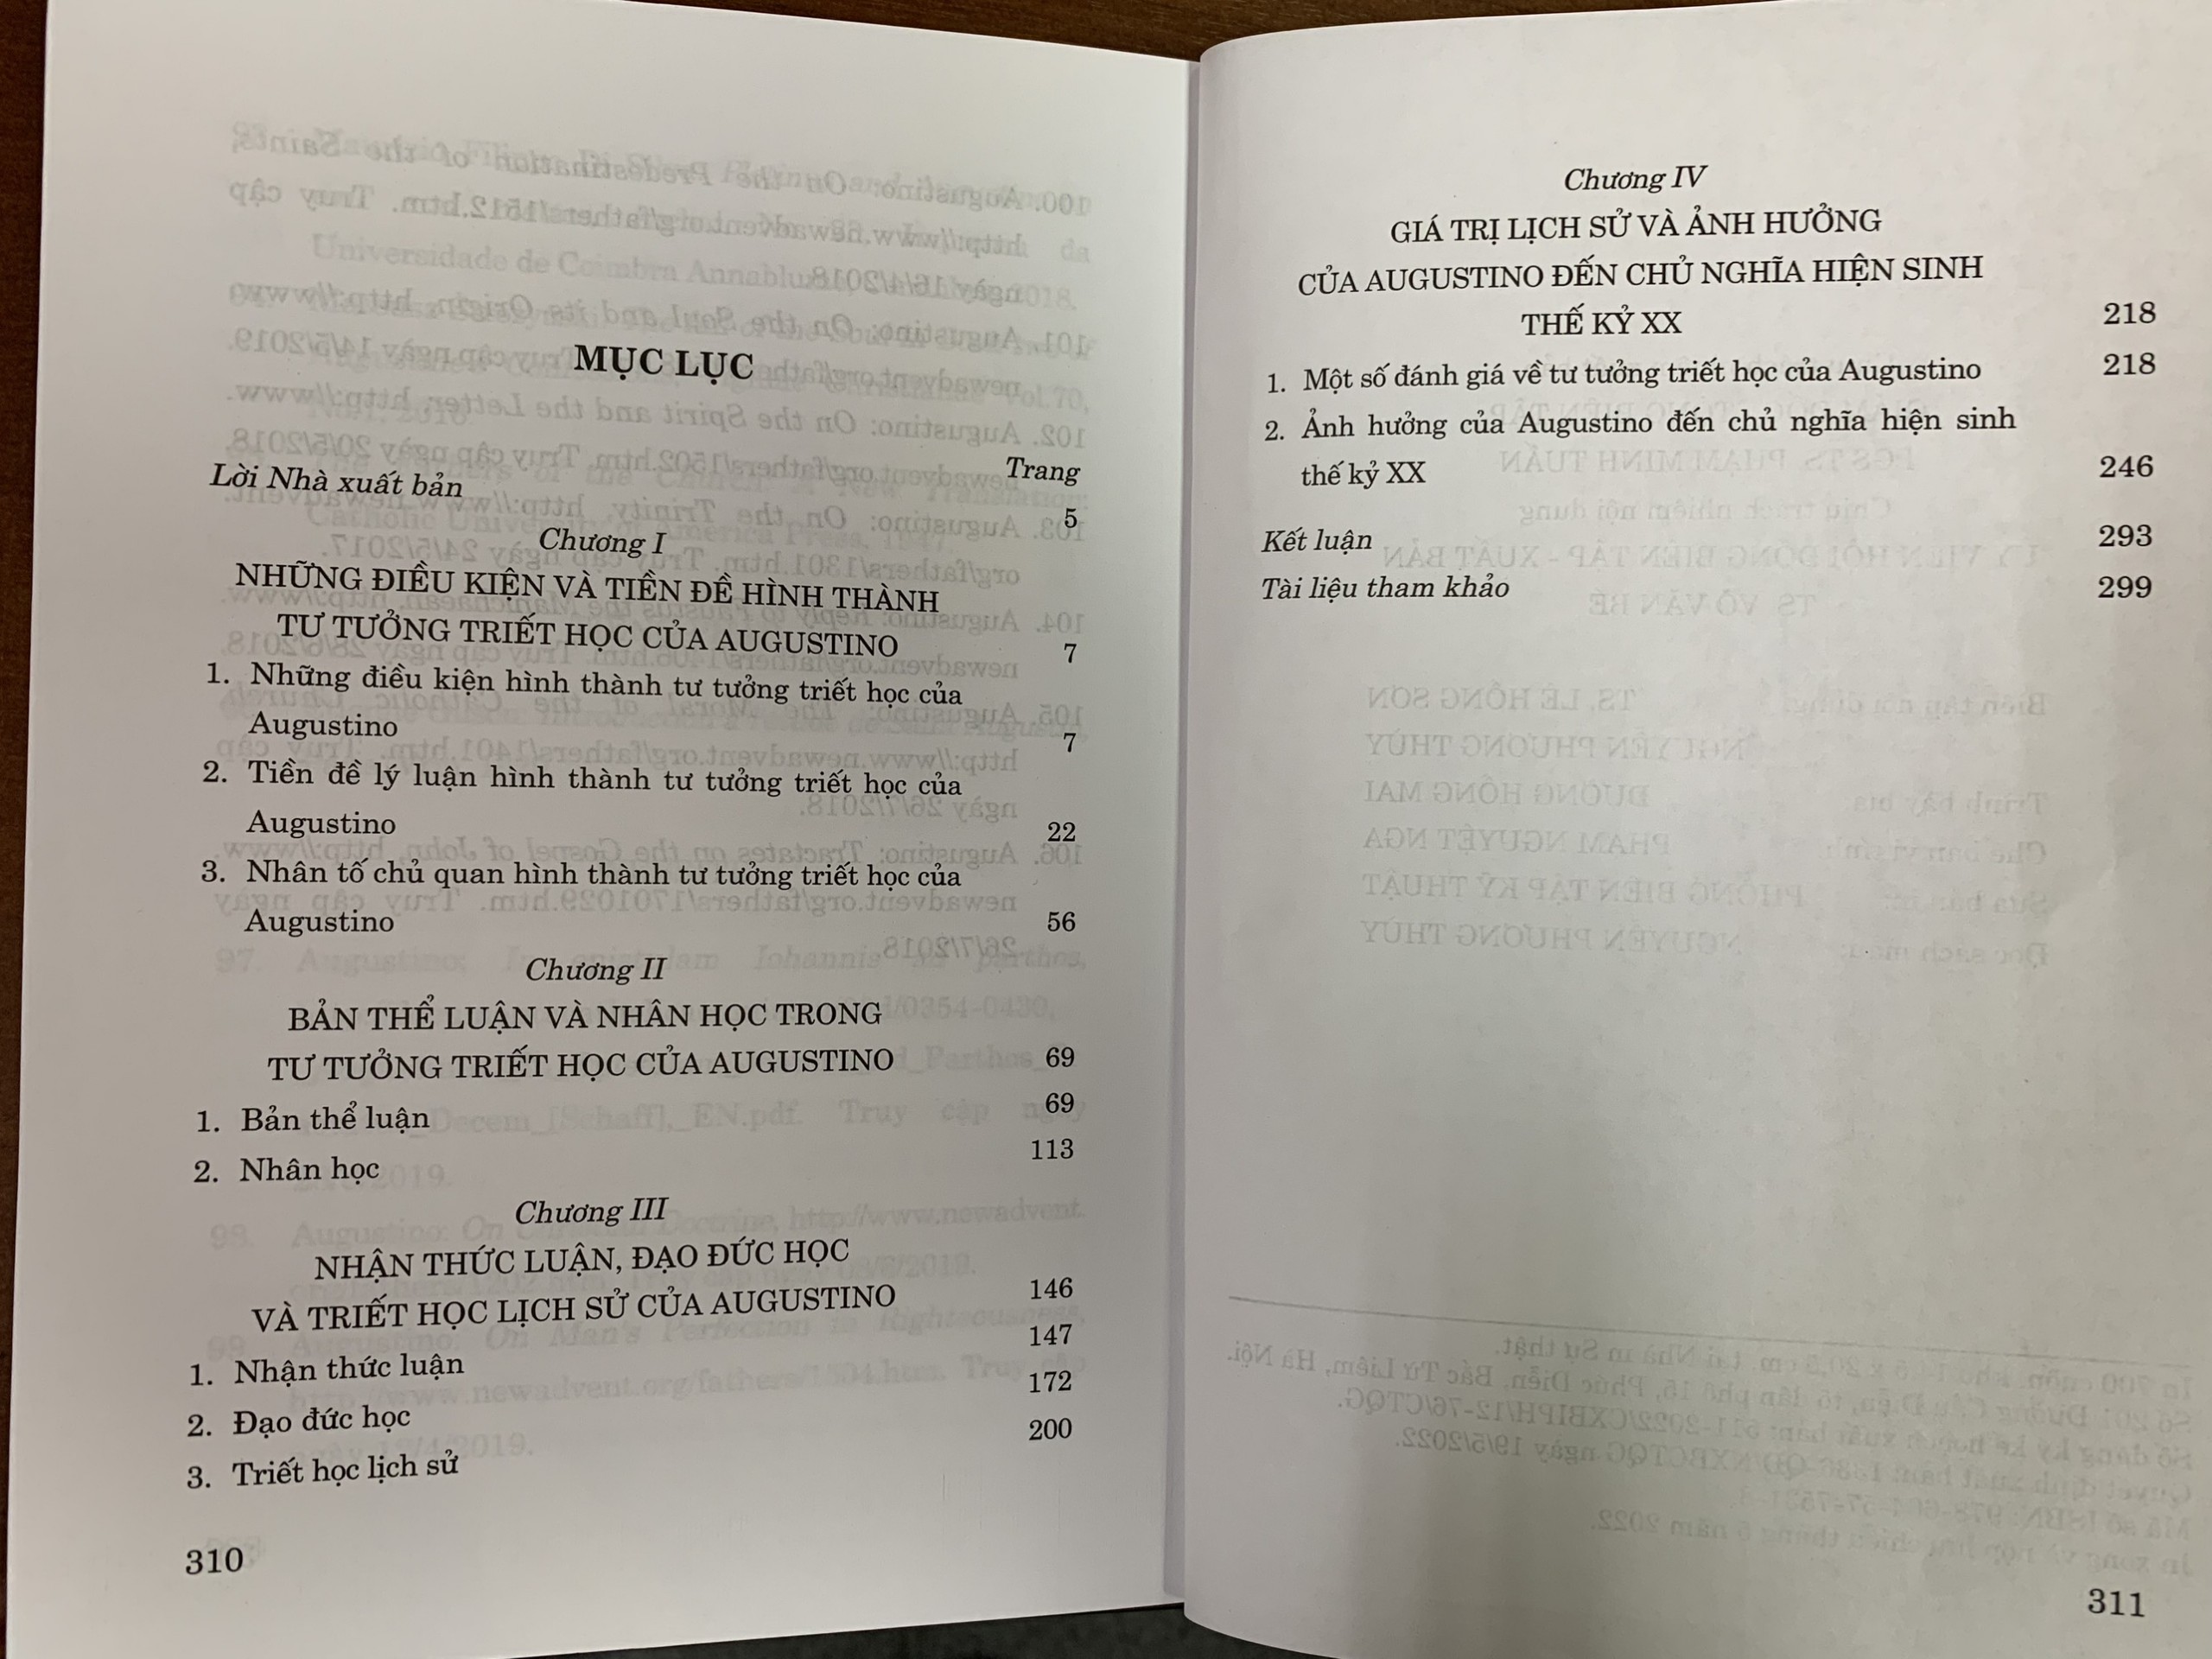 MỤC LỤC
Trang
Lời Nhà xuất bản 5
Chương I
NHỮNG ĐIỀU KIỆN VÀ TIỀN ĐỀ HÌNH THÀNH
TƯ TƯỞNG TRIẾT HỌC CỦA AUGUSTINO 7
1. Những điều kiện hình thành tư tưởng triết học của
Augustino 7
2. Tiền đề lý luận hình thành tư tưởng triết học của
Augustino 22
3. Nhân tố chủ quan hình thành tư tưởng triết học của
Augustino 56
Chương II
BẢN THỂ LUẬN VÀ NHÂN HỌC TRONG
TƯ TƯỞNG TRIẾT HỌC CỦA AUGUSTINO 69
1. Bản thể luận 69
2. Nhân học 113
Chương III
NHẬN THỨC LUẬN, ĐẠO ĐỨC HỌC
VÀ TRIẾT HỌC LỊCH SỬ CỦA AUGUSTINO 146
1. Nhận thức luận 147
2. Đạo đức học 172
3. Triết học lịch sử 200
310
Chương IV
GIÁ TRỊ LỊCH SỬ VÀ ẢNH HƯỞNG
CỦA AUGUSTINO ĐẾN CHỦ NGHĨA HIỆN SINH
THẾ KỶ XX 218
1. Một số đánh giá về tư tưởng triết học của Augustino 218
2. Ảnh hưởng của Augustino đến chủ nghĩa hiện sinh
thế kỷ XX 246
Kết luận 293
Tài liệu tham khảo 299
311